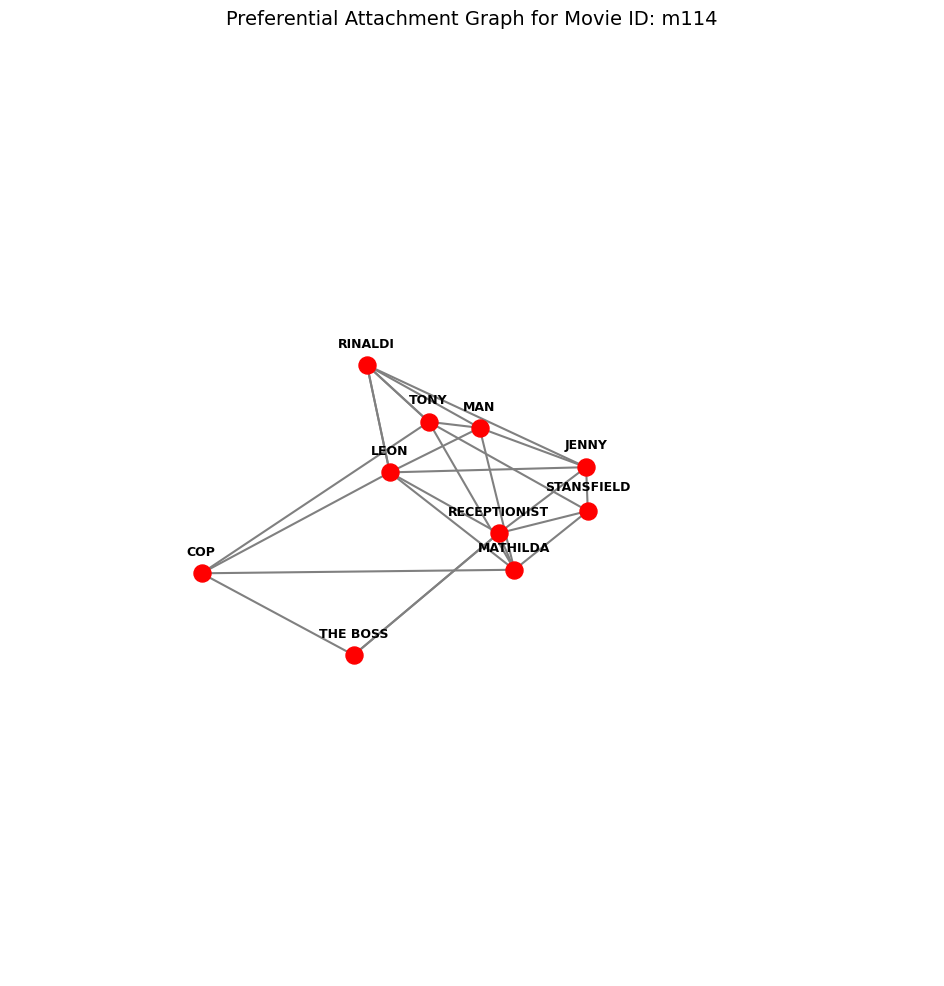 Preferential Attachment Graph for Movie ID: m114
RINALDI
TONY
MAN
JENNY
LEON
STANSFIELD
RECEPTIONIST
MATHILDA
COP
THE BOSS